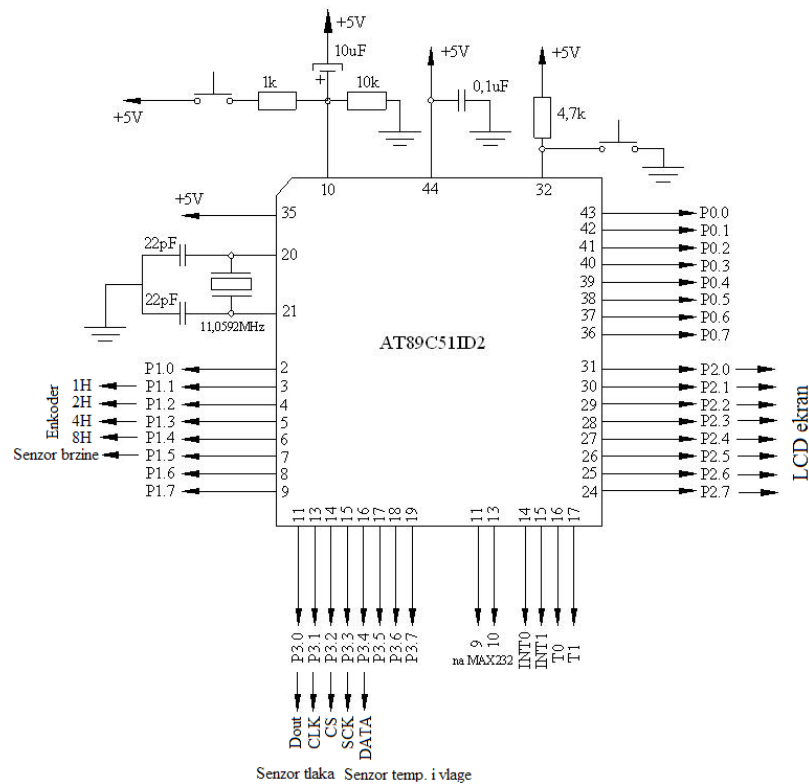 +5V
10uF
+5V
+5V
1k
+
10k
0,1uF
4,7k
+5V
10
44
32
+5V
35
22pF
20
22pF
21
11,0592MHz
AT89C51ID2
43
P0.0
42
P0.1
41
P0.2
40
P0.3
39
P0.4
38
P0.5
37
P0.6
36
P0.7
P1.0
2
1H
P1.1
3
2H
P1.2
4
4H
P1.3
5
8H
P1.4
6
Enkoder
Senzor brzine
P1.5
7
P1.6
8
P1.7
9
31
P2.0
30
P2.1
29
P2.2
28
P2.3
27
P2.4
26
P2.5
25
P2.6
24
P2.7
LCD ekran
11
13
14
15
16
17
18
19
11
13
14
15
16
17
P3.0
P3.1
P3.2
P3.3
P3.4
P3.5
P3.6
P3.7
9
10
na MAX232
INT0
INT1
T0
T1
Dout
CLK
CS
SCK
DATA
Senzor tlaka
Senzor temp. i vlage